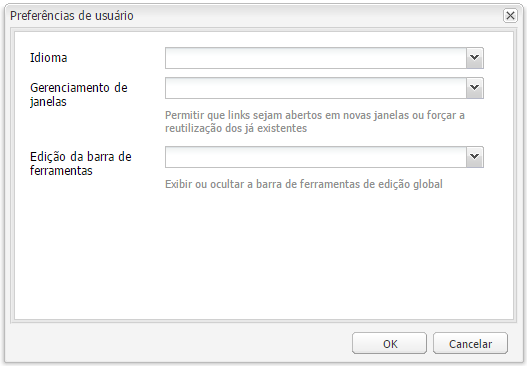 Preferências de usuário
Idioma
Gerenciamento de
janelas
Permitir que links sejam abertos em novas janelas ou forçar a
reutilização dos já existentes
Edição da barra de
ferramentas
Exibir ou ocultar a barra de ferramentas de edição global
OK
Cancelar